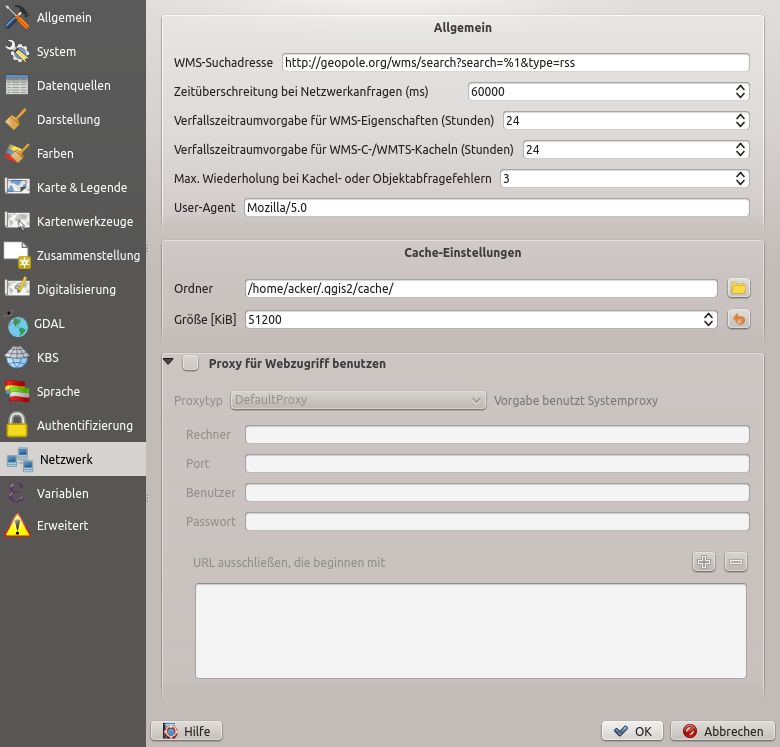 Allgemein
System
Datenquellen
Darstellung
Farben
Karte & Legende
Kartenwerkzeuge
Zusammenstellung
Digitalisierung
GDAL
KBS
Sprache
Authentifizierung
Netzwerk
Variablen
Erweitert
Allgemein
WMS-Suchadresse http://geopole.org/wms/search?search=%1&type=rss
Zeitüberschreitung bei Netzwerkanfragen (ms) 60000
Verfallszeitraumvorgabe für WMS-Eigenschaften (Stunden) 24
Verfallszeitraumvorgabe für WMS-C-/WMTS-Kacheln (Stunden) 24
Max. Wiederholung bei Kachel- oder Objektabfragefehlern 3
User-Agent Mozilla/5.0
Cache-Einstellungen
Ordner /home/acker/.qgis2/cache/
Größe [KiB] 51200
Proxy für Webzugriff benutzen
Proxytyp DefaultProxy Vorgabe benutzt Systemproxy
Rechner
Port
Benutzer
Passwort
URL ausschließen, die beginnen mit
Hilfe OK Abbrechen